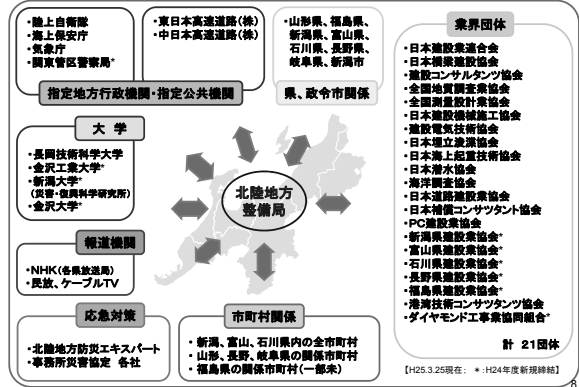 ・陸上自衛隊
・海上保安庁
・気象庁
・関東管区警察局*
・東日本高速道路(株)
・中日本高速道路(株)
指定地方行政機関・指定公共機関
・山形県、福島県、
新潟県、富山県、
石川県、長野県、
岐阜県、新潟市
県、政令市関係
業界団体
・日本建設業連合会
・日本橋梁建設協会
・建設コンサルタンツ協会
・全国地質調査業協会
・全国測量設計業協会
・日本建設機械施工協会
・建設電気技術協会
・日本埋立浚渫協会
・日本海上起重技術協会
・日本潜水協会
・海洋調査協会
・日本道路建設業協会
・日本補償コンサツタント協会
・PC建設業協会
・新潟県建設業協会*
・富山県建設業協会*
・石川県建設業協会*
・長野県建設業協会*
・福島県建設業協会*
・港湾技術コンサツタンツ協会
・ダイヤモンド工事業協同組合*
計 21団体
大 学
・長岡技術科学大学
・金沢工業大学*
・新潟大学*
(災害・復興科学研究所)
・金沢大学*
北陸地方
整備局
報道機関
・NHK(各県放送局)
・民放、ケーブルTV
応急対策
・北陸地方防災エキスパート
・事務所災害協定 各社
市町村関係
・新潟、富山、石川県内の全市町村
・山形、長野、岐阜県の関係市町村
・福島県の関係市町村(一部未)
【H25.3.25現在； *:H24年度新規締結】